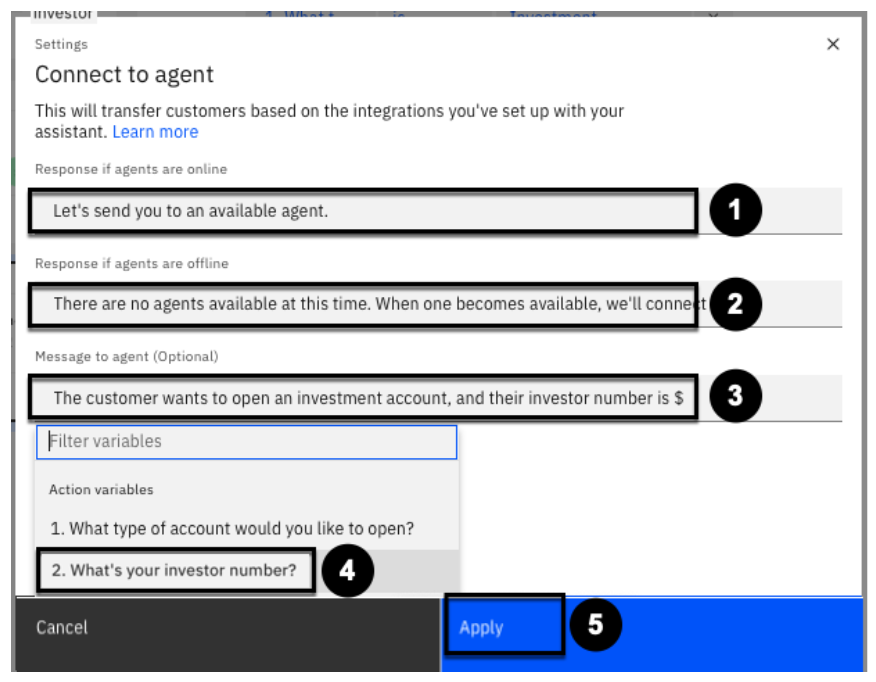 investor
1. What t is Investment
Settings
Connect to agent
This will transfer customers based on the integrations you've set up with your
assistant. Learn more
Response if agents are online
Let's send you to an available agent.
1
Response if agents are offline
There are no agents available at this time. When one becomes available, we'll connect
2
Message to agent (Optional)
The customer wants to open an investment account, and their investor number is $
3
Filter variables
Action variables
1. What type of account would you like to open?
2. What's your investor number?
4
Cancel
Apply
5